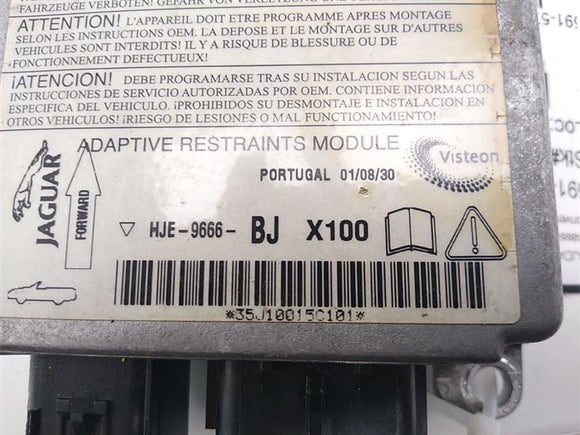 FAHRZEUGE VERBOTEN! GEFAHR VON VERLETZUNGEN ODER
ATTENTION! L'APPAREIL DOIT ETRE PROGRAMME APRES MONTAGE
SELON LES INSTRUCTIONS OEM. LA DEPOSE ET LE MONTAGE SUR D'AUTRES
VEHICULES SONT INTERDITS! IL Y A RISQUE DE BLESSURE OU DE
FONCTIONNEMENT DEFECTUEUX!
¡ATENCION! DEBE PROGRAMARSE TRAS SU INSTALACION SEGUN LAS
INSTRUCCIONES DE SERVICIO AUTORIZADAS POR OEM. CONTIENE INFORMACION
ESPECIFICA DEL VEHICULO. ¡PROHIBIDOS SU DESMONTAJE E INSTALACION EN
OTROS VEHICULOS! ¡RIESGO DE LESIONES O MAL FUNCIONAMIENTO!
ADAPTIVE RESTRAINTS MODULE
Visteon
PORTUGAL 01/08/30
JAGUAR
FORWARD
HJE-9666- BJ X100
*35J10015C101*